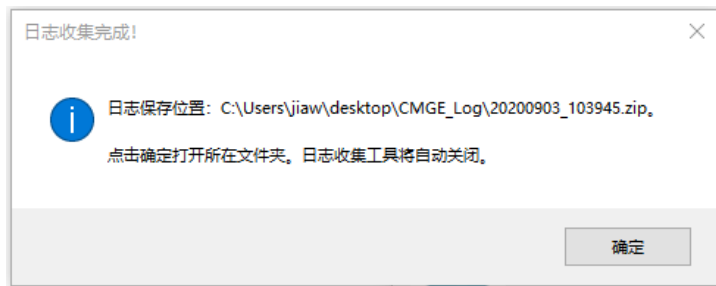 日志收集完成!
日志保存位置：C:\Users\jiaw\desktop\CMGE_Log\20200903_103945.zip。
点击确定打开所在文件夹。日志收集工具将自动关闭。
确定